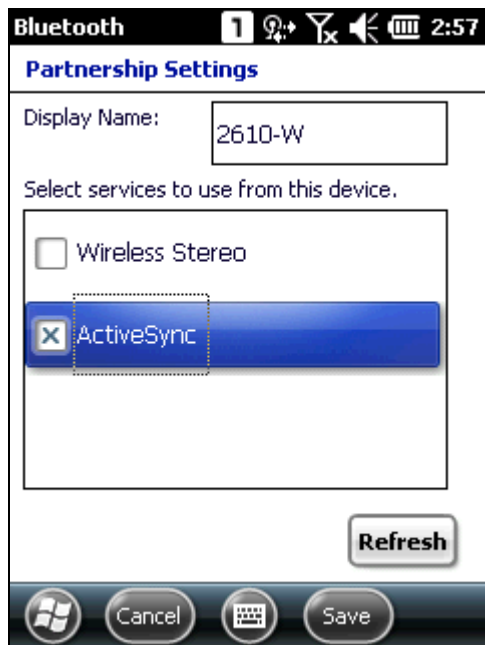 Bluetooth 1 2:57
Partnership Settings
Display Name: 2610-W
Select services to use from this device.
Wireless Stereo
ActiveSync
Refresh
Cancel Save